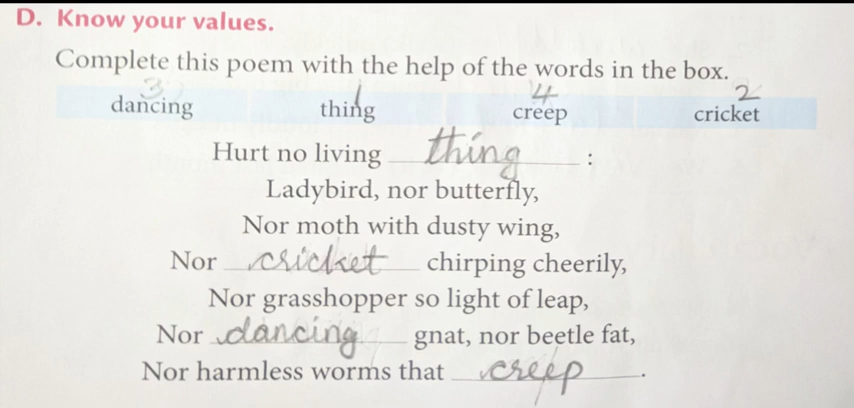 D. Know your values.
Complete this poem with the help of the words in the box.
3 1 4 2
dancing thing creep cricket
Hurt no living thing :
Ladybird, nor butterfly,
Nor moth with dusty wing,
Nor cricket chirping cheerily,
Nor grasshopper so light of leap,
Nor dancing gnat, nor beetle fat,
Nor harmless worms that creep .